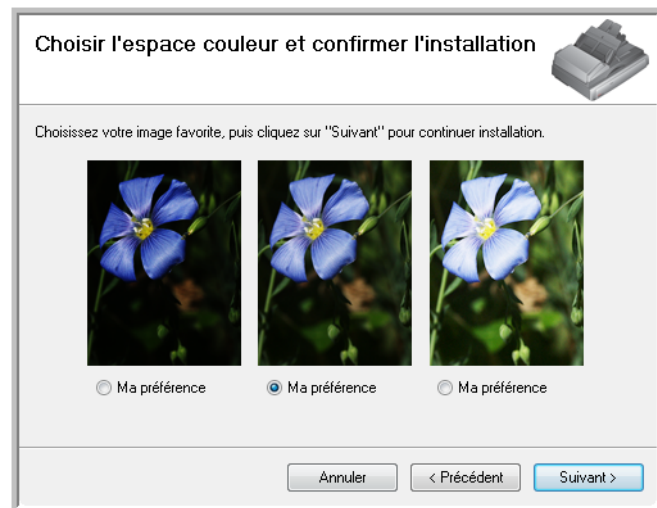 Choisir l'espace couleur et confirmer l'installation
Choisissez votre image favorite, puis cliquez sur "Suivant" pour continuer installation.
Ma préférence
Ma préférence
Ma préférence
Annuler
< Précédent
Suivant >